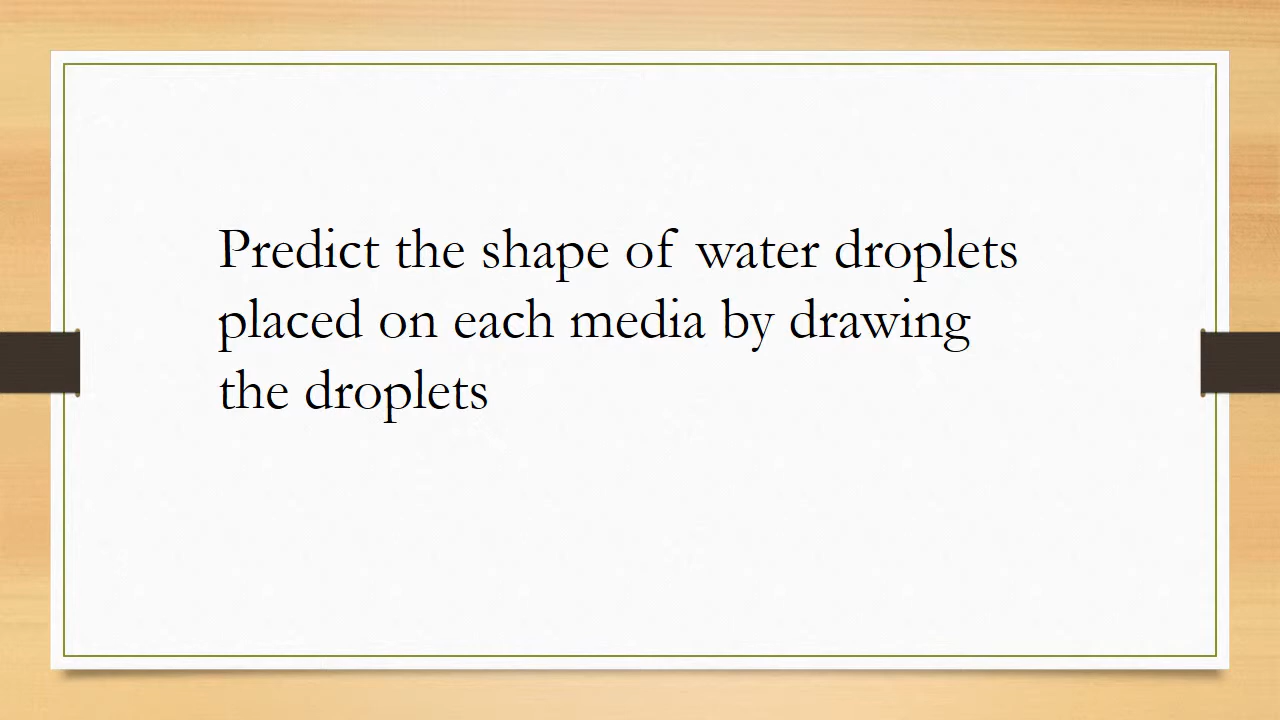 Predict the shape of water droplets
placed on each media by drawing
the droplets